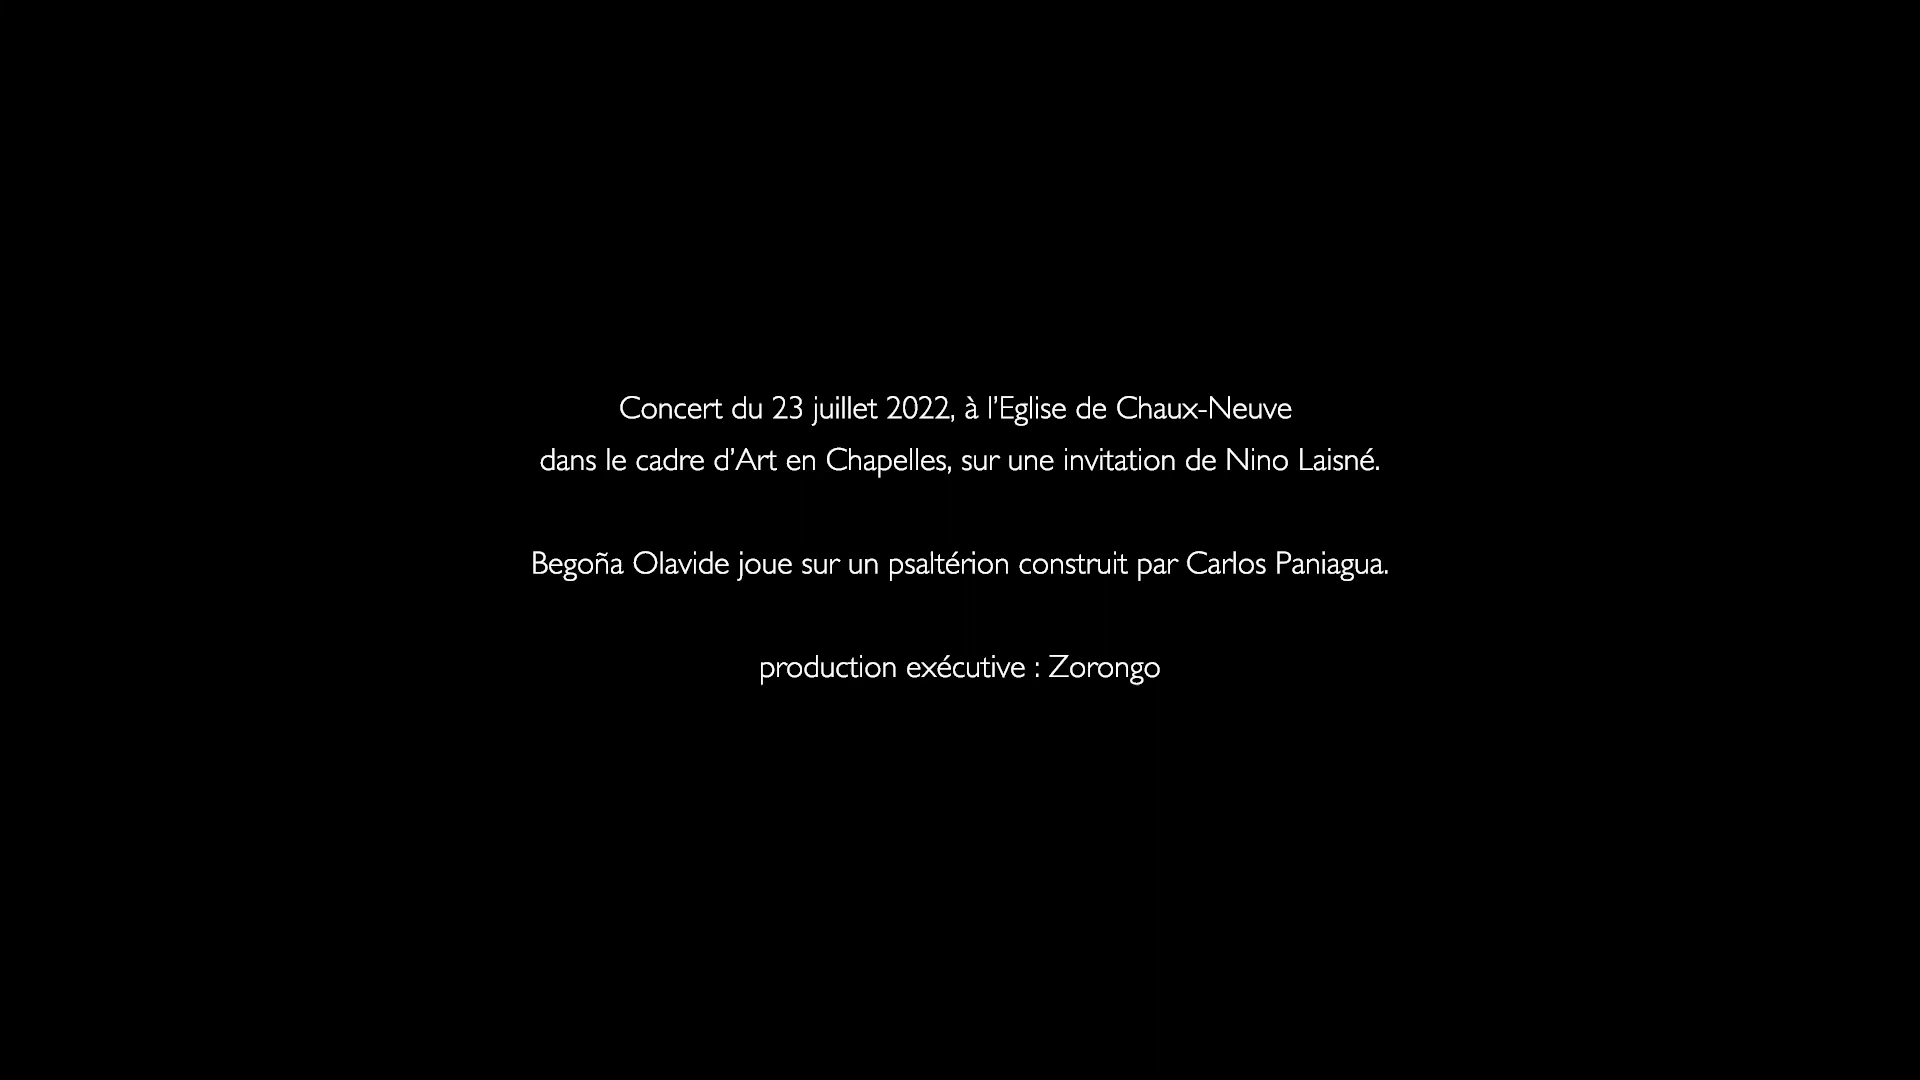 Concert du 23 juillet 2022, à l’Eglise de Chaux-Neuve
dans le cadre d’Art en Chapelles, sur une invitation de Nino Laisné.
Begoña Olavide joue sur un psaltérion construit par Carlos Paniagua.
production exécutive : Zorongo